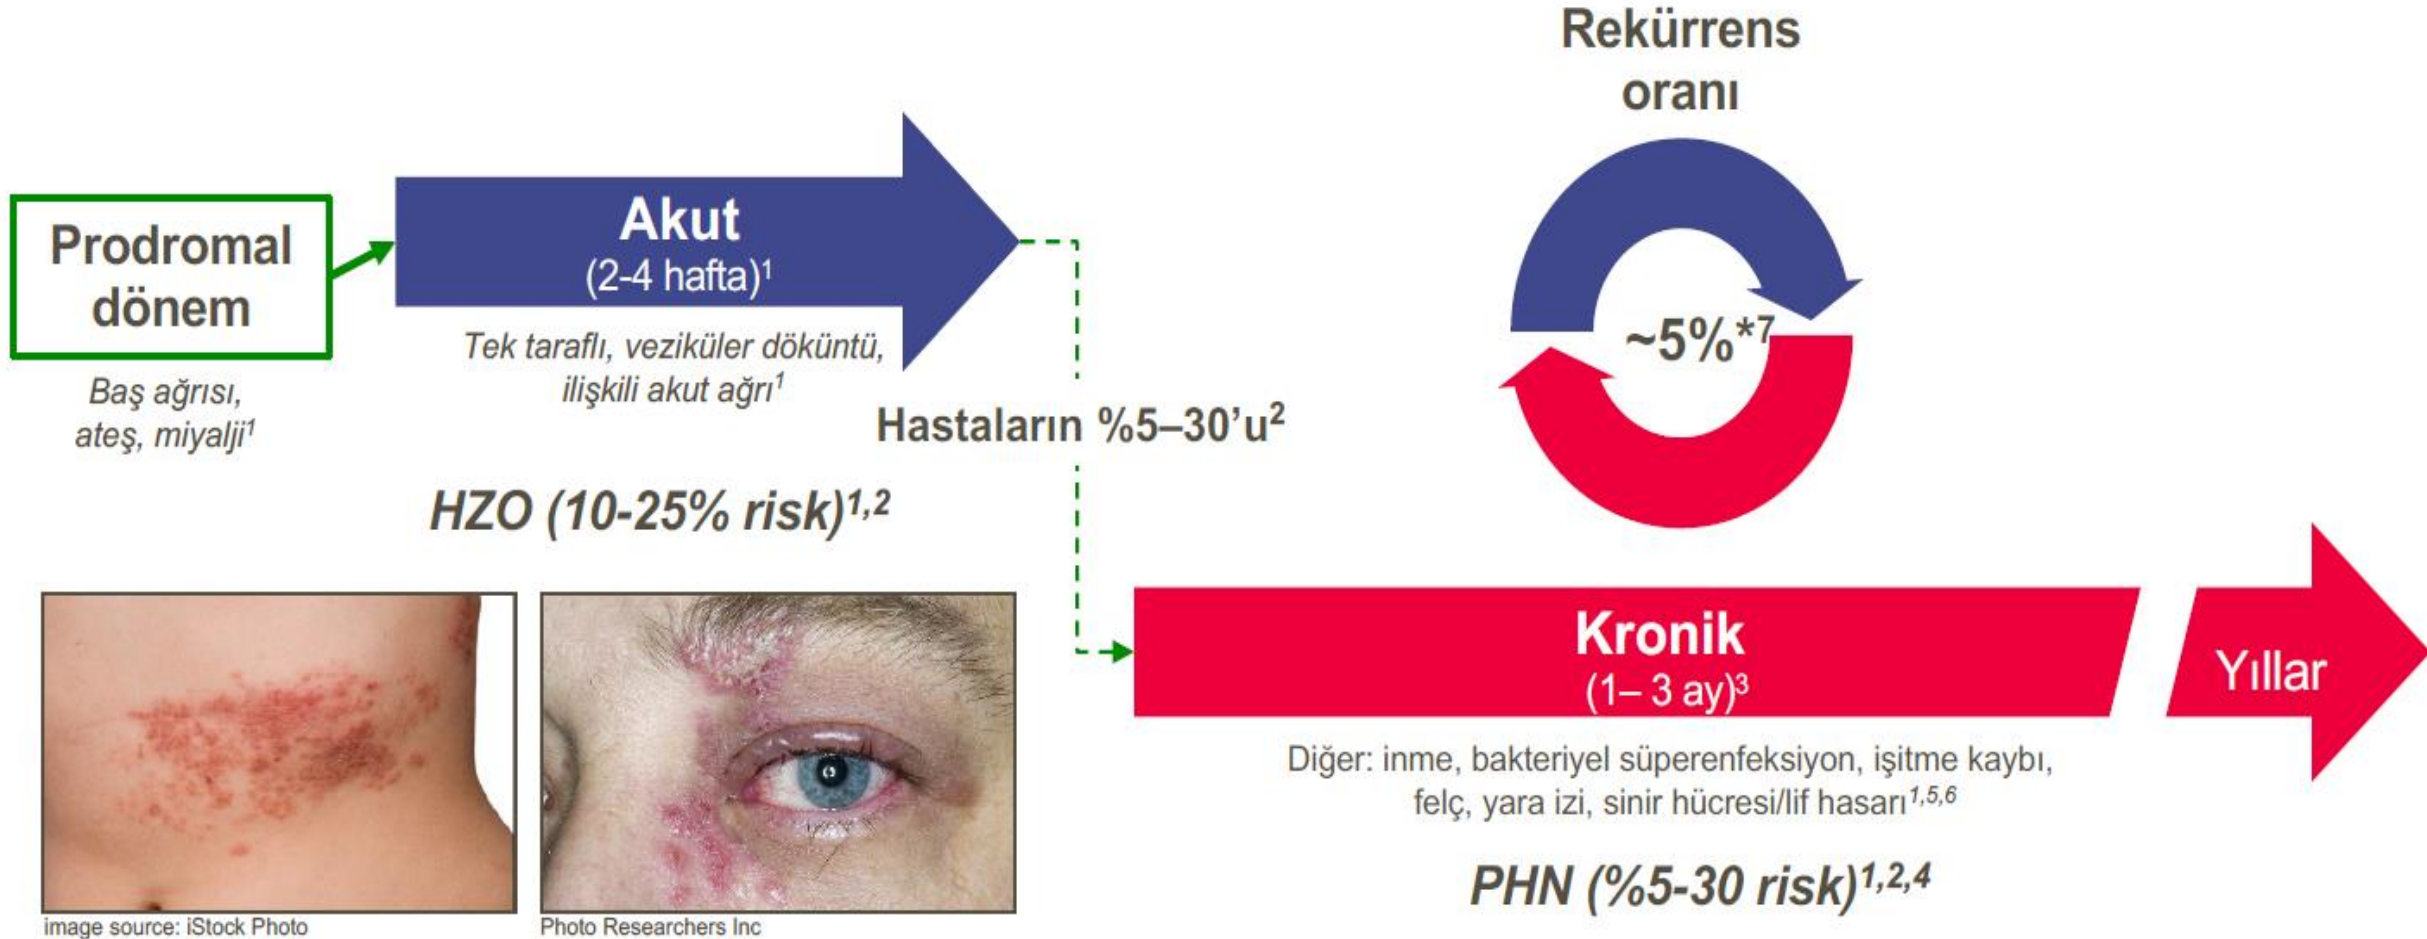 Rekürrens
oranı
~5%*7
Prodromal
dönem
Baş ağrısı,
ateş, miyalji1
Akut
(2-4 hafta)1
Tek taraflı, veziküler döküntü,
ilişkili akut ağrı1
Hastaların %5–30’u2
HZO (10-25% risk)1,2
image source: iStock Photo
Photo Researchers Inc
Kronik
(1– 3 ay)3
Yıllar
Diğer: inme, bakteriyel süperenfeksiyon, işitme kaybı,
felç, yara izi, sinir hücresi/lif hasarı1,5,6
PHN (%5-30 risk)1,2,4